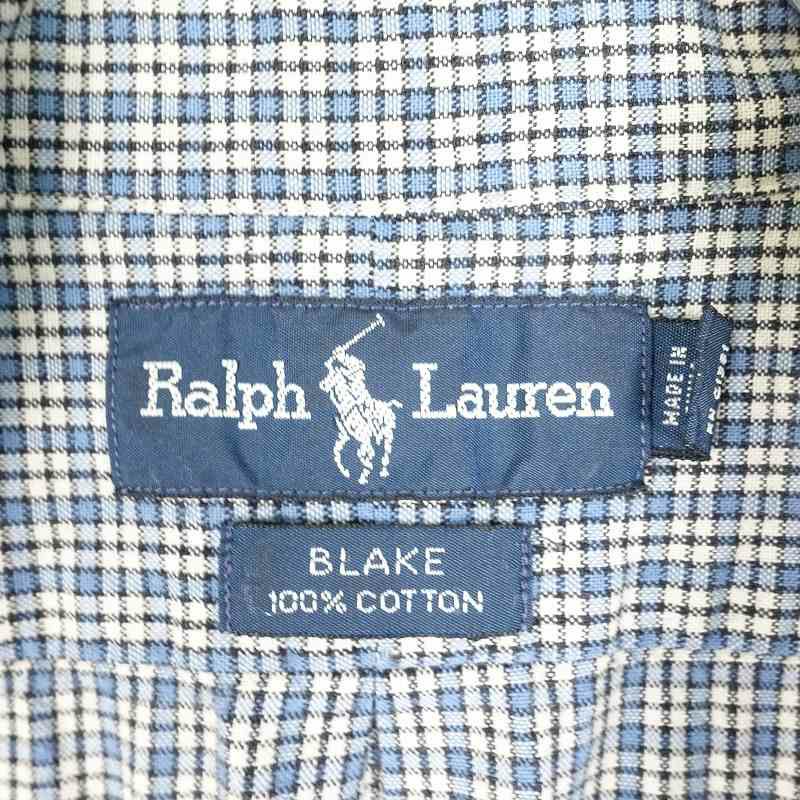 Ralph Lauren
MADE IN
BLAKE
100% COTTON